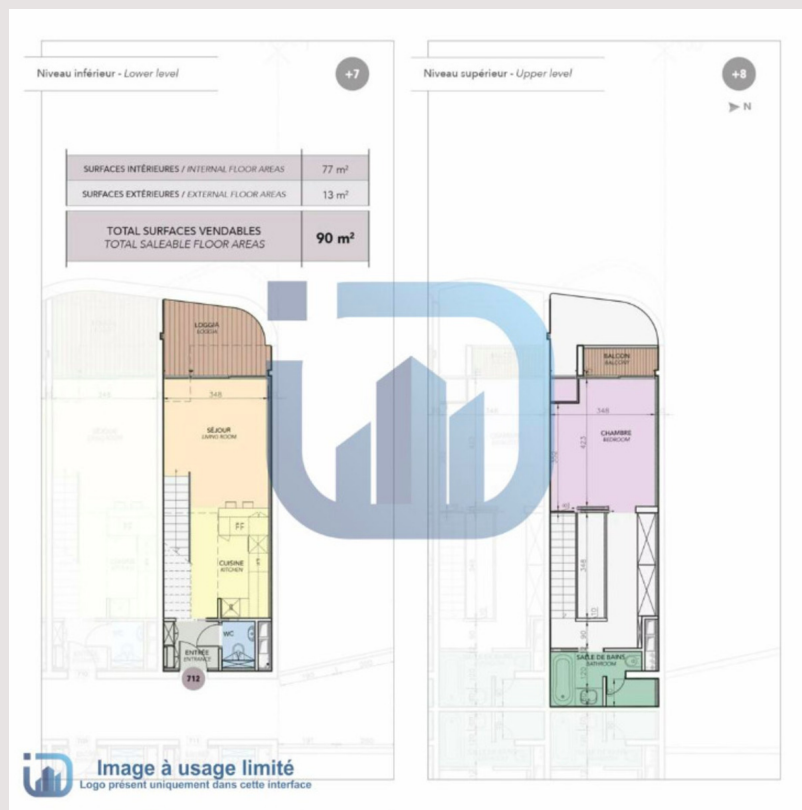 Niveau inférieur - Lower level
+7
SURFACES INTÉRIEURES / INTERNAL FLOOR AREAS 77 m²
SURFACES EXTÉRIEURES / EXTERNAL FLOOR AREAS 13 m²
TOTAL SURFACES VENDABLES
TOTAL SALEABLE FLOOR AREAS
90 m²
LOGGIA
LOGGIA
348
SÉJOUR
LIVING ROOM
CUISINE
KITCHEN
WC
ENTRÉE
ENTRANCE
712
Niveau supérieur - Upper level
+8
N
BALCON
BALCONY
348
CHAMBRE
BEDROOM
423
348
90
SALLE DE BAINS
BATHROOM
120
Image à usage limité
Logo présent uniquement dans cette interface